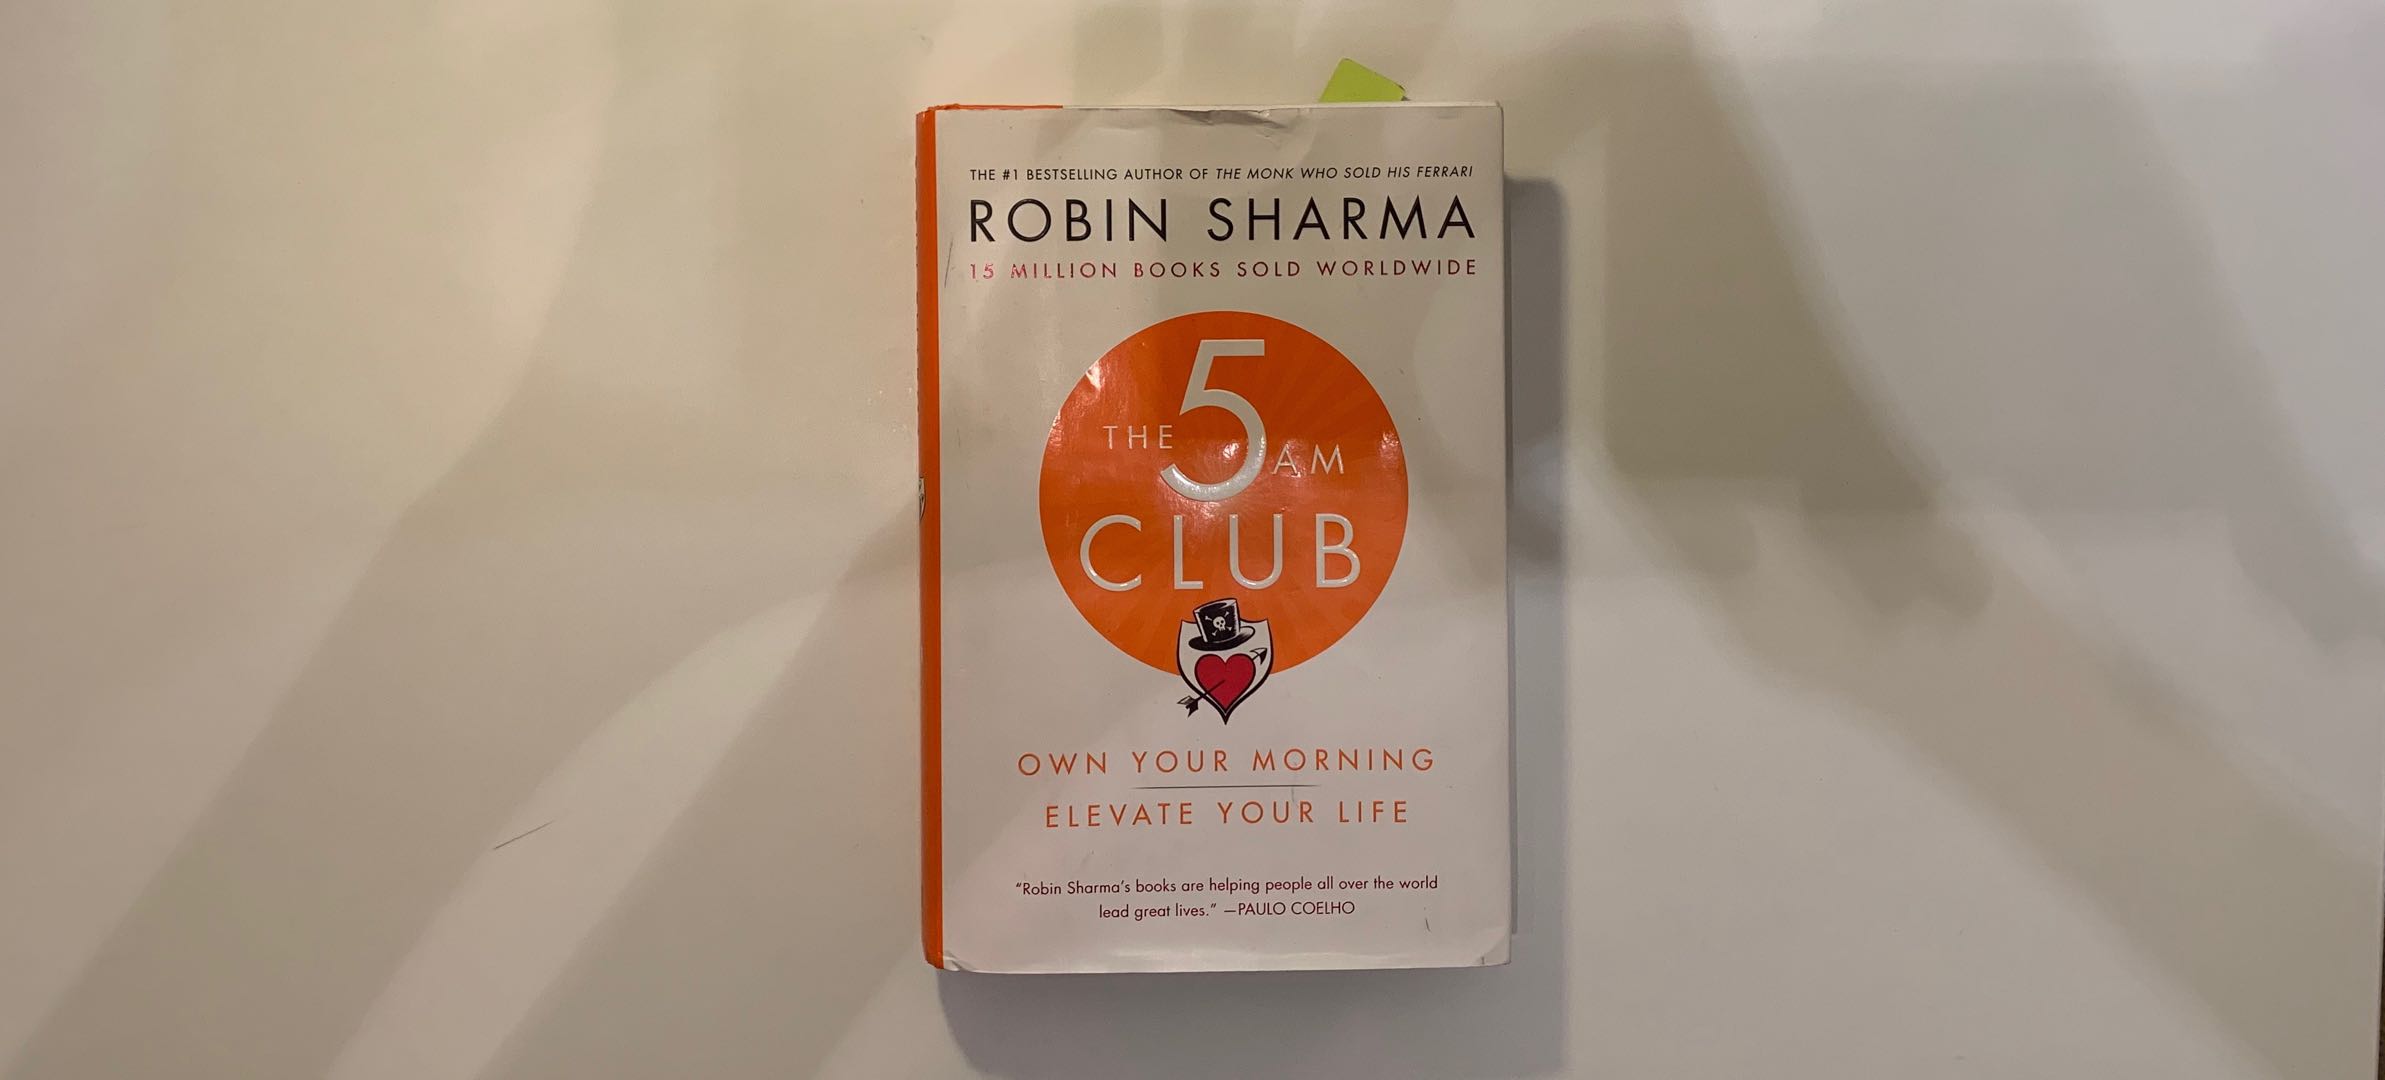 THE #1 BESTSELLING AUTHOR OF THE MONK WHO SOLD HIS FERRARI
ROBIN SHARMA
15 MILLION BOOKS SOLD WORLDWIDE
THE 5 AM
CLUB
OWN YOUR MORNING
ELEVATE YOUR LIFE
“Robin Sharma’s books are helping people all over the world
lead great lives.” —PAULO COELHO